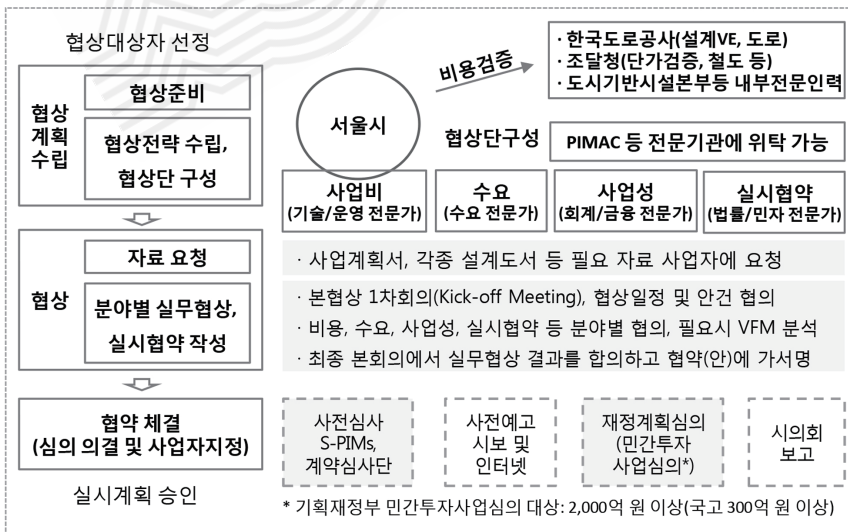 협상대상자 선정
협상
계획
수립
협상준비
협상전략 수립,
협상단 구성
협상
자료 요청
분야별 실무협상,
실시협약 작성
협약 체결
(심의 의결 및 사업자지정)
실시계획 승인
서울시
비용검증
· 한국도로공사(설계VE, 도로)
· 조달청(단가검증, 철도 등)
· 도시기반시설본부등 내부전문인력
협상단구성
PIMAC 등 전문기관에 위탁 가능
사업비
(기술/운영 전문가)
수요
(수요 전문가)
사업성
(회계/금융 전문가)
실시협약
(법률/민자 전문가)
· 사업계획서, 각종 설계도서 등 필요 자료 사업자에 요청
· 본협상 1차회의(Kick-off Meeting), 협상일정 및 안건 협의
· 비용, 수요, 사업성, 실시협약 등 분야별 협의, 필요시 VFM 분석
· 최종 본회의에서 실무협상 결과를 합의하고 협약(안)에 가서명
사전심사
S-PIMs,
계약심사단
사전예고
시보 및
인터넷
재정계획심의
(민간투자
사업심의*)
시의회
보고
* 기획재정부 민간투자사업심의 대상: 2,000억 원 이상(국고 300억 원 이상)